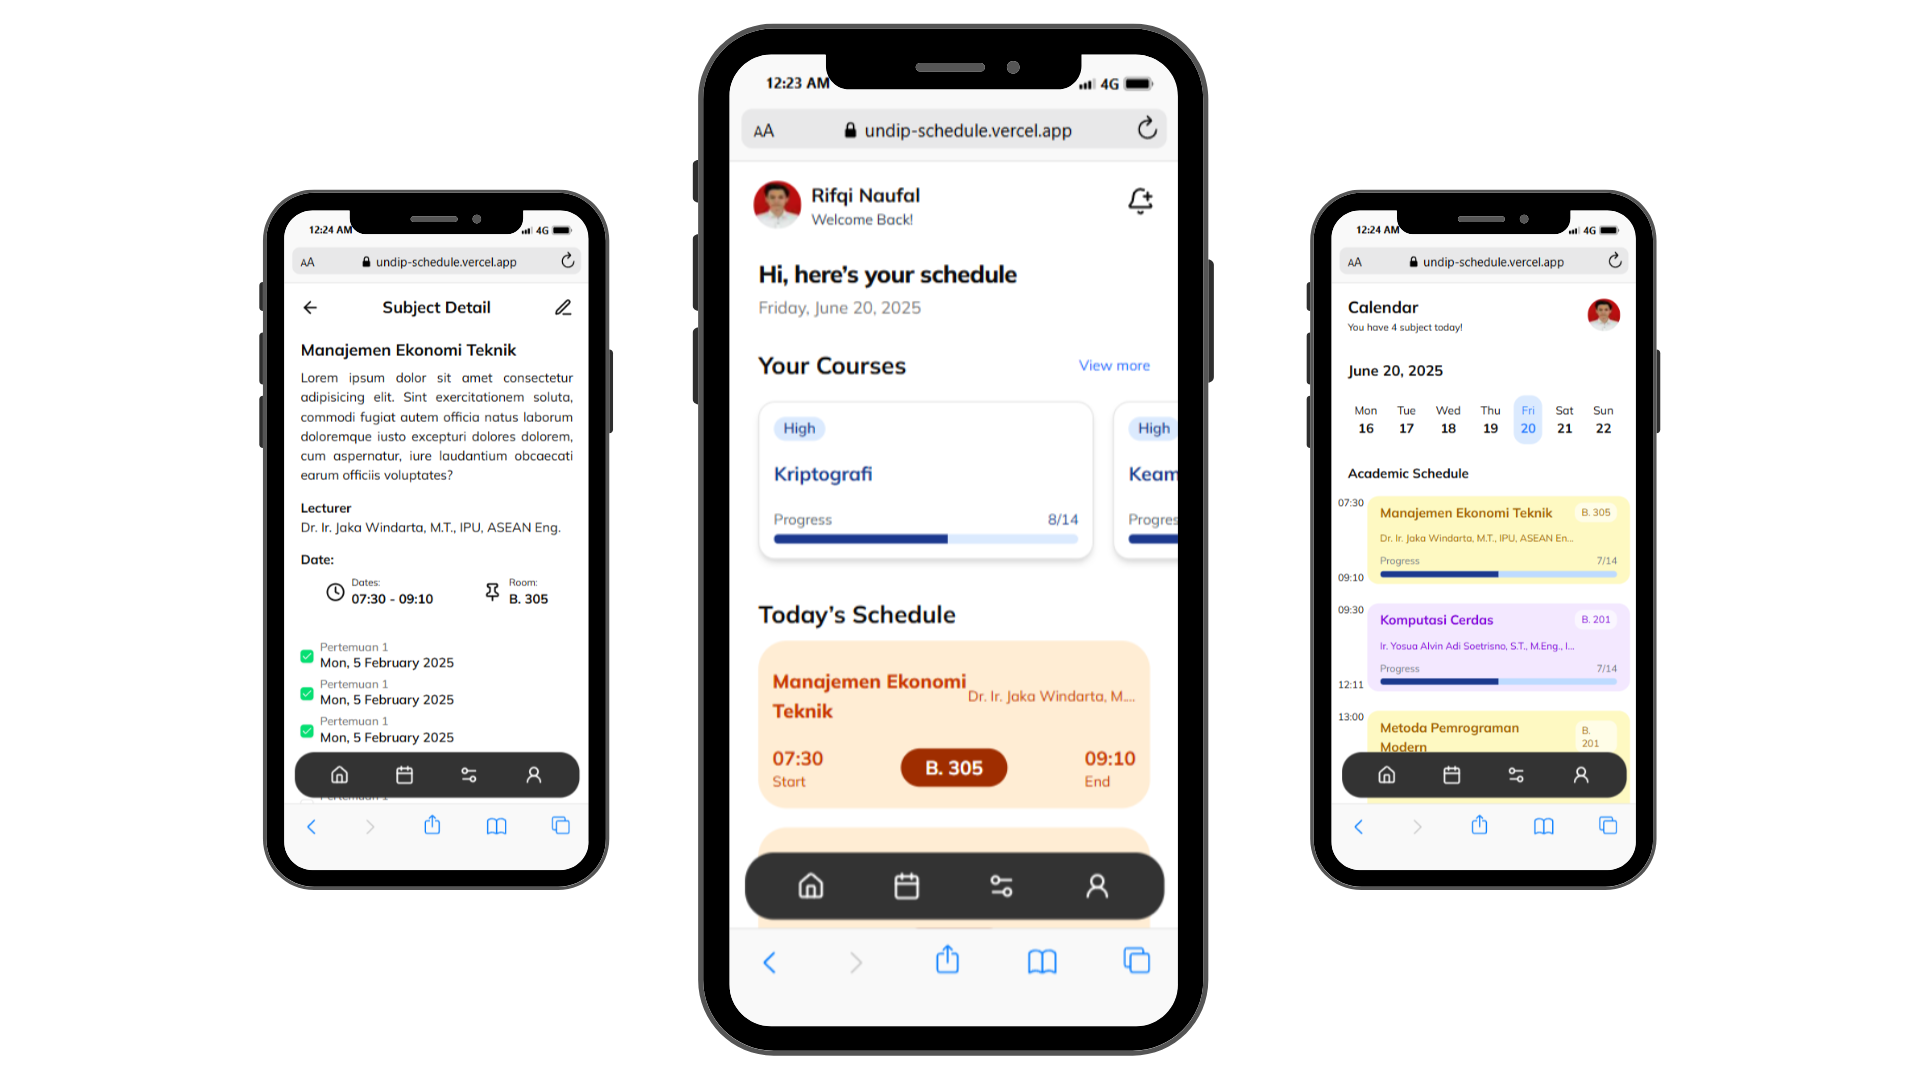 12:24 AM
4G
AA
undip-schedule.vercel.app
Subject Detail
Manajemen Ekonomi Teknik
Lorem ipsum dolor sit amet consectetur
adipisicing elit. Sint exercitationem soluta,
commodi fugiat autem officia natus laborum
doloremque iusto excepturi dolores dolorem,
cum aspernatur, iure laudantium obcaecati
earum officiis voluptates?
Lecturer
Dr. Ir. Jaka Windarta, M.T., IPU, ASEAN Eng.
Date:
Dates:
07:30 - 09:10
Room:
B. 305
Pertemuan 1
Mon, 5 February 2025
Pertemuan 1
Mon, 5 February 2025
Pertemuan 1
Mon, 5 February 2025
Pertemuan 1
12:23 AM
4G
AA
undip-schedule.vercel.app
Rifqi Naufal
Welcome Back!
Hi, here's your schedule
Friday, June 20, 2025
Your Courses
View more
High
Kriptografi
Progress
8/14
High
Keam
Progres
Today's Schedule
Manajemen Ekonomi
Teknik
Dr. Ir. Jaka Windarta, M....
07:30
Start
B. 305
09:10
End
12:24 AM
4G
AA
undip-schedule.vercel.app
Calendar
You have 4 subject today!
June 20, 2025
Mon Tue Wed Thu Fri Sat Sun
16 17 18 19 20 21 22
Academic Schedule
07:30
Manajemen Ekonomi Teknik
B. 305
Dr. Ir. Jaka Windarta, M.T., IPU, ASEAN En...
Progress
7/14
09:10
09:30
Komputasi Cerdas
B. 201
Ir. Yosua Alvin Adi Soetrisno, S.T., M.Eng., I...
Progress
7/14
12:11
13:00
Metoda Pemrograman
Modern
B.
201